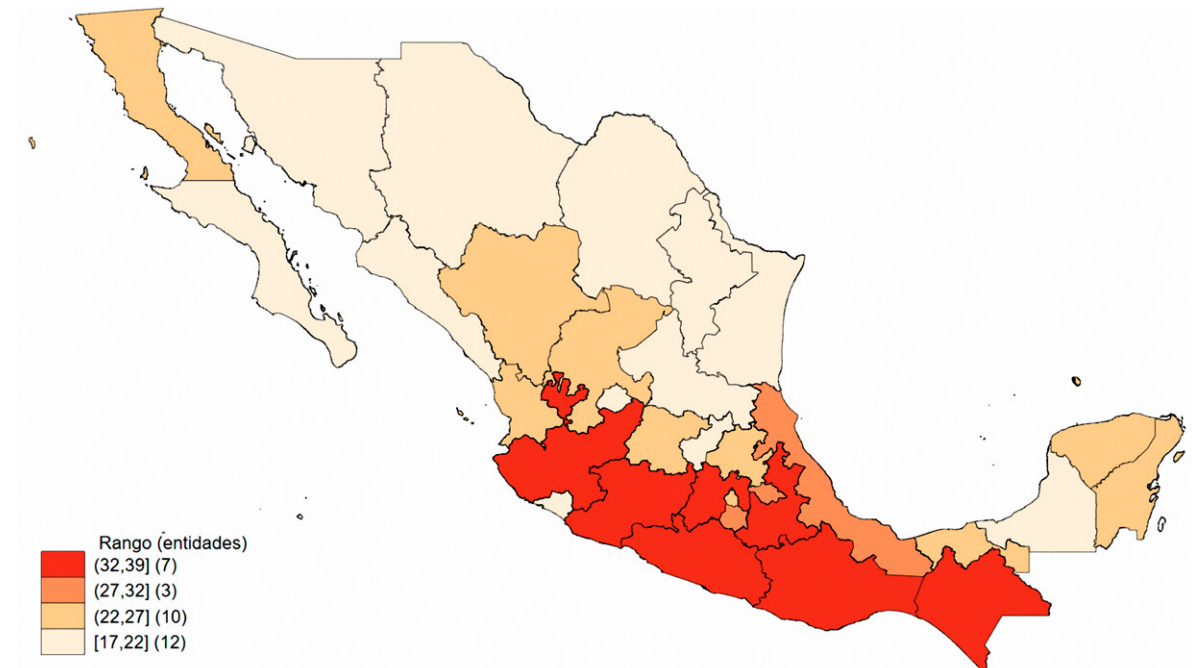 Rango (entidades)
(32,39] (7)
(27,32] (3)
(22,27] (10)
[17,22] (12)